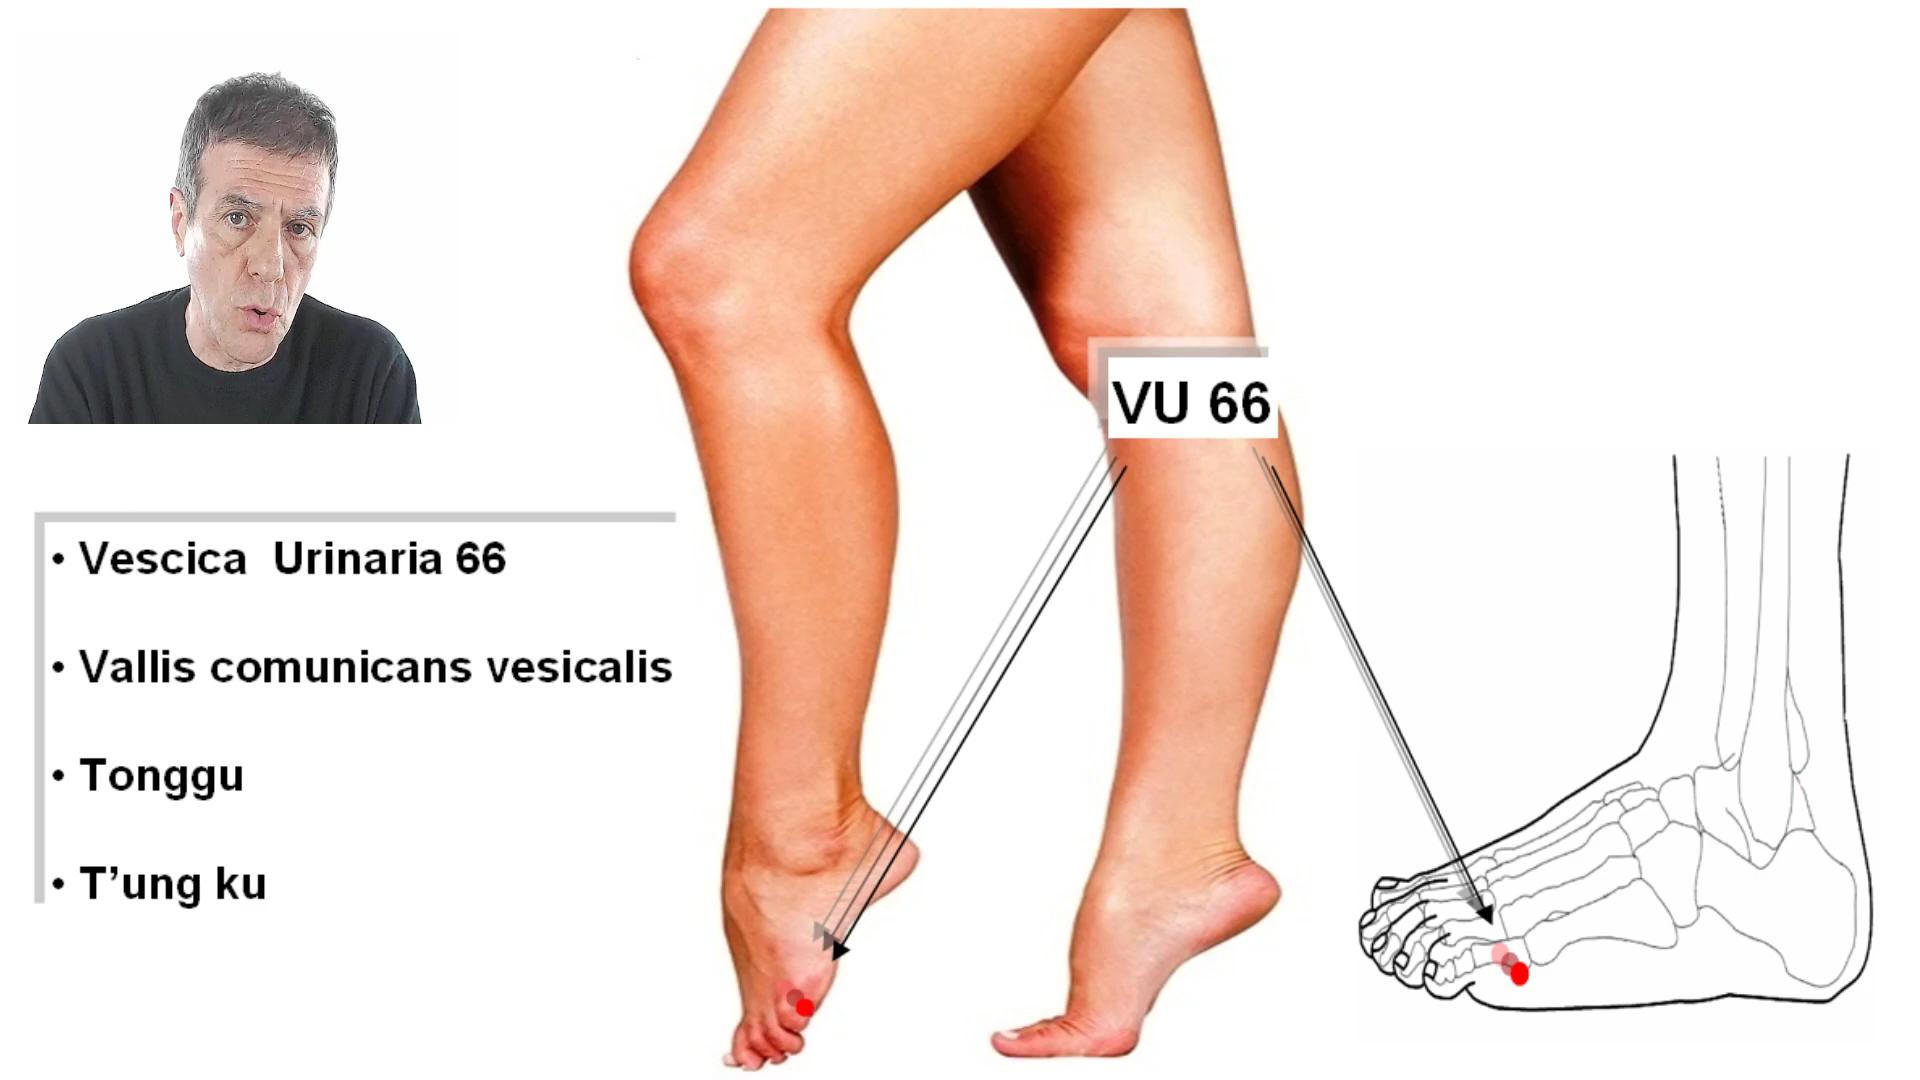 VU 66
• Vescica  Urinaria 66
• Vallis comunicans vesicalis
• Tonggu
• T’ung ku